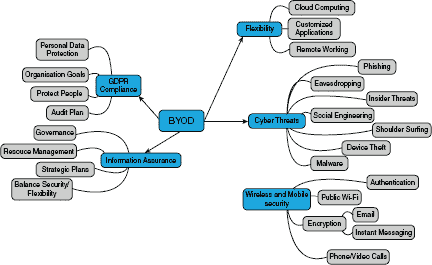 BYOD
Flexibility
Cloud Computing
Customized
Applications
Remote Working
Cyber Threats
Phishing
Eavesdropping
Insider Threats
Social Engineering
Shoulder Surfing
Device Theft
Malware
Wireless and Mobile
security
Authentication
Public Wi-Fi
Encryption
Email
Instant Messaging
Phone/Video Calls
GDPR
Compliance
Personal Data
Protection
Organisation Goals
Protect People
Audit Plan
Information Assurance
Governance
Resouce Management
Strategic Plans
Balance Security/
Flexibility